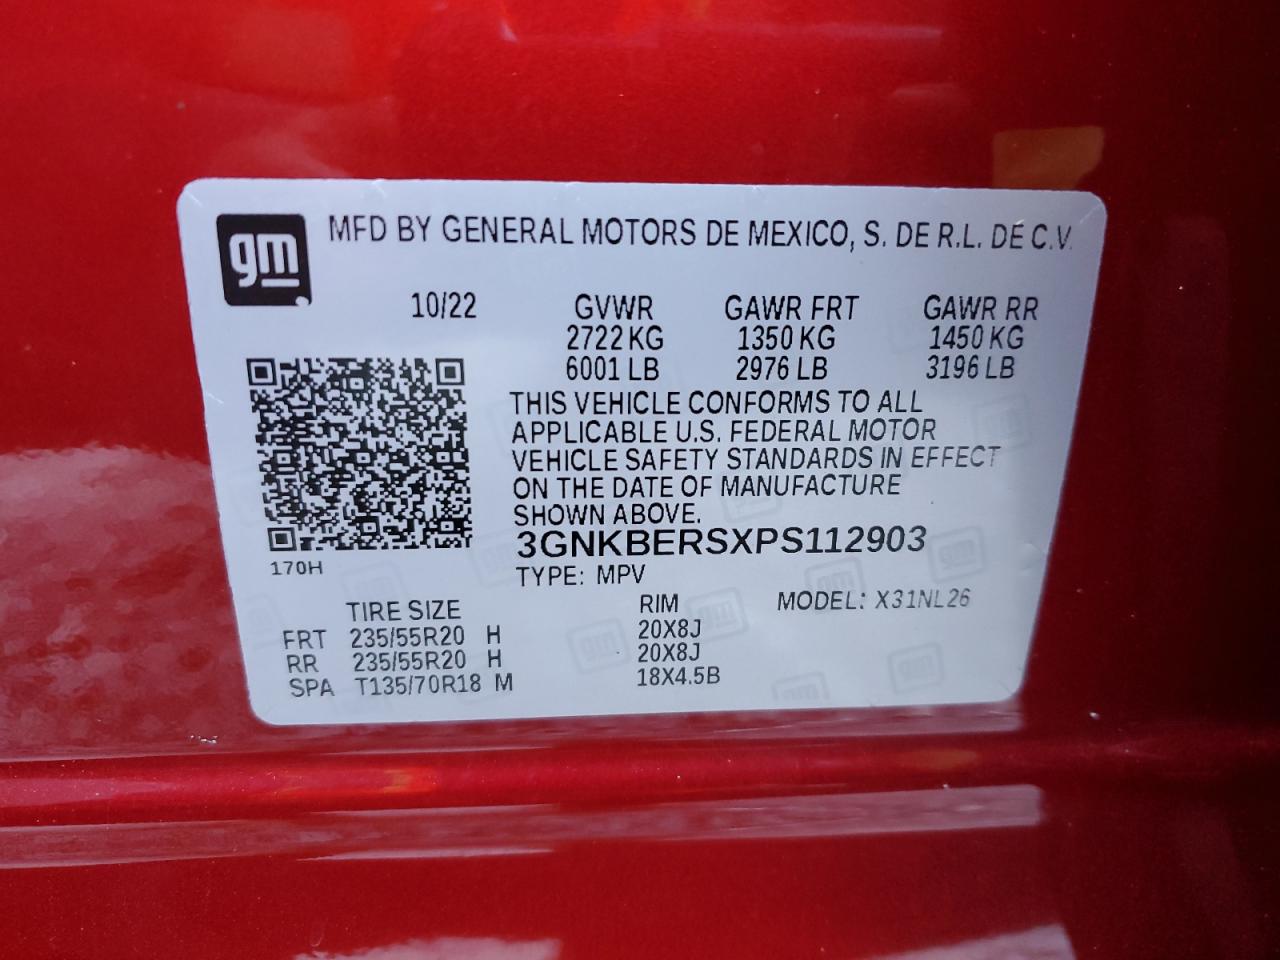 gm
MFD BY GENERAL MOTORS DE MEXICO, S. DE R.L. DE C.V.
10/22 GVWR GAWR FRT GAWR RR
2722 KG 1350 KG 1450 KG
6001 LB 2976 LB 3196 LB
THIS VEHICLE CONFORMS TO ALL
APPLICABLE U.S. FEDERAL MOTOR
VEHICLE SAFETY STANDARDS IN EFFECT
ON THE DATE OF MANUFACTURE
SHOWN ABOVE.
3GNKBERSXPS112903
170H
TYPE: MPV
MODEL: X31NL26
TIRE SIZE RIM
FRT 235/55R20 H 20X8J
RR 235/55R20 H 20X8J
SPA T135/70R18 M 18X4.5B